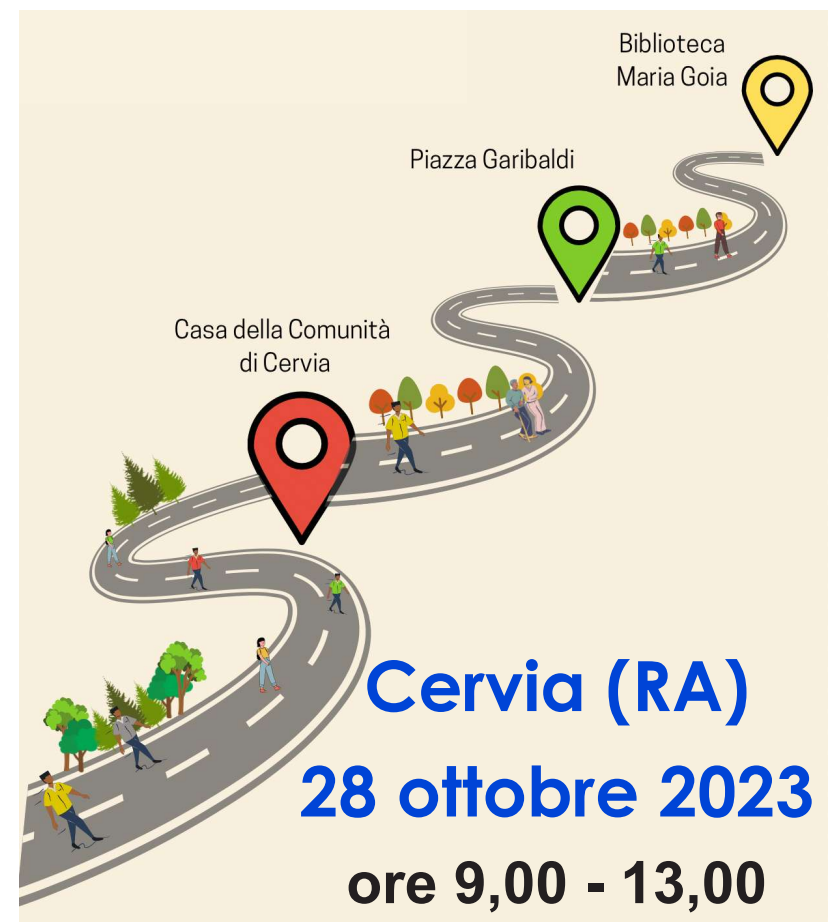 Biblioteca
Maria Goia
Piazza Garibaldi
Casa della Comunità
di Cervia
Cervia (RA)
28 ottobre 2023
ore 9,00 - 13,00